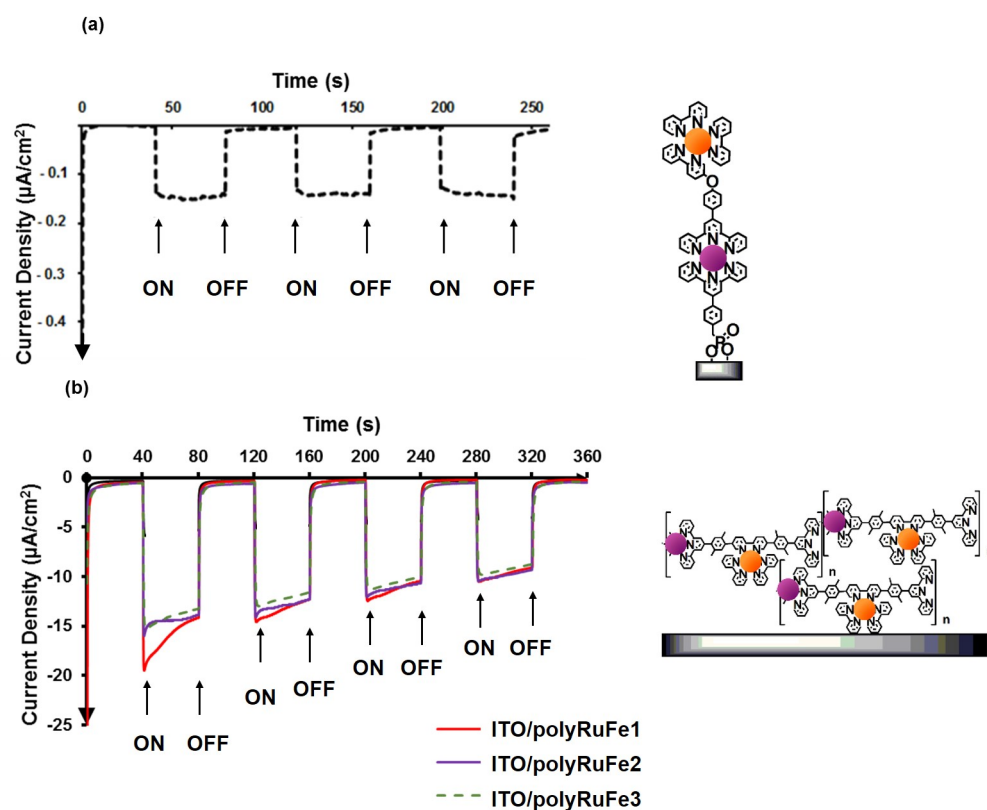 (a)
Time (s)
0 50 100 150 200 250
Current Density (µA/cm²)
- 0.1
- 0.2
- 0.3
- 0.4
ON OFF ON OFF ON OFF
N N N
N N N
O
N N N
N N N
P O
O O
(b)
Time (s)
0 40 80 120 160 200 240 280 320 360
Current Density (µA/cm²)
0
-5
-10
-15
-20
-25
ON OFF ON OFF ON OFF ON OFF
n
n
ITO/polyRuFe1
ITO/polyRuFe2
ITO/polyRuFe3